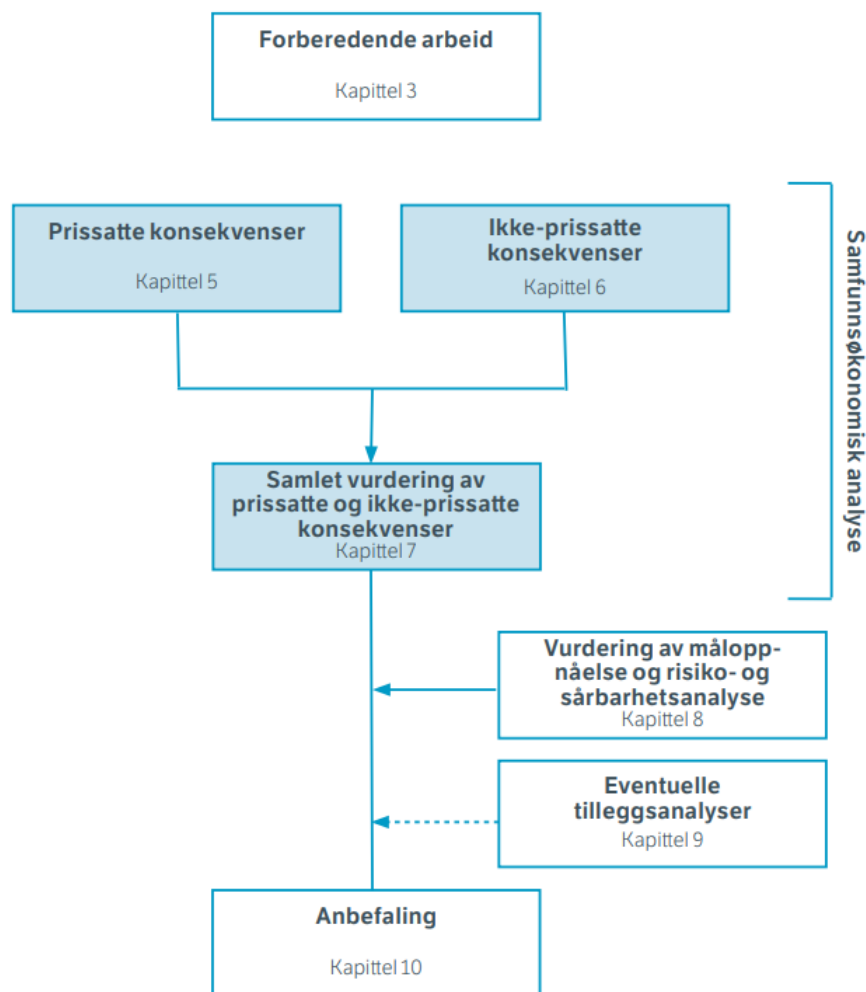 Forberedende arbeid
Kapittel 3
Prissatte konsekvenser
Kapittel 5
Ikke-prissatte
konsekvenser
Kapittel 6
Samfunnsøkonomisk analyse
Samlet vurdering av
prissatte og ikke-prissatte
konsekvenser
Kapittel 7
Vurdering av målopp-
nåelse og risiko- og
sårbarhetsanalyse
Kapittel 8
Eventuelle
tilleggsanalyser
Kapittel 9
Anbefaling
Kapittel 10